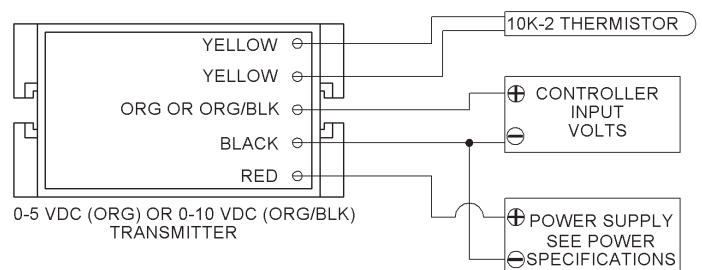 YELLOW
YELLOW
ORG OR ORG/BLK
BLACK
RED
0-5 VDC (ORG) OR 0-10 VDC (ORG/BLK)
TRANSMITTER
10K-2 THERMISTOR
CONTROLLER
INPUT
VOLTS
POWER SUPPLY
SEE POWER
SPECIFICATIONS